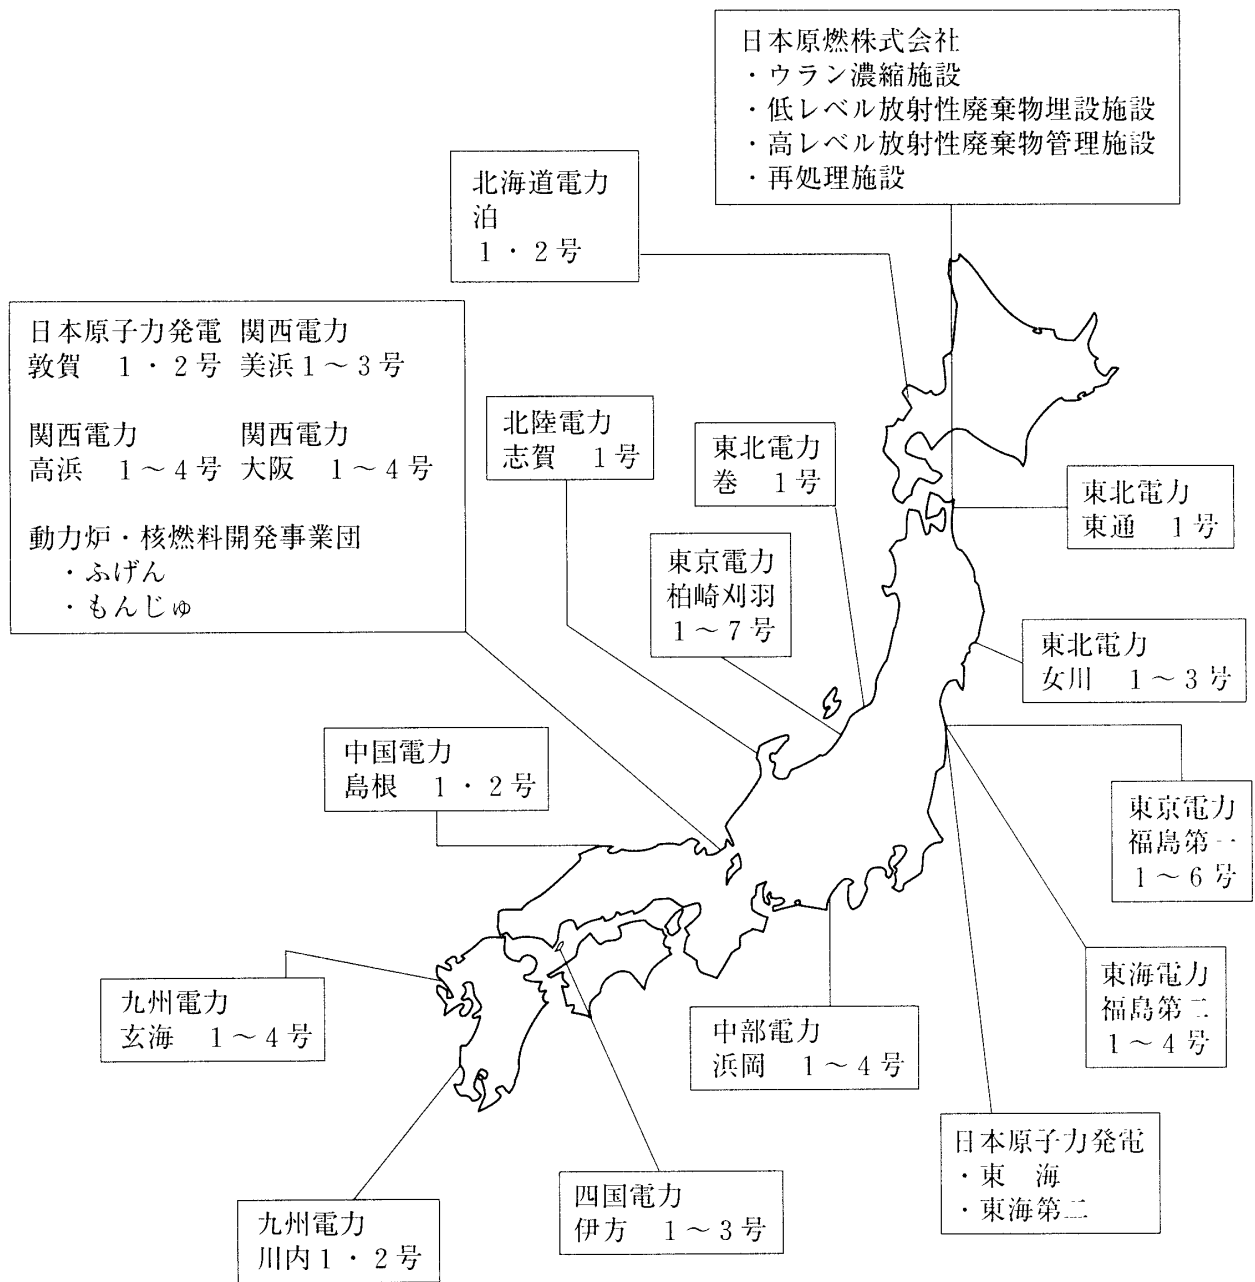 日本原燃株式会社
・ウラン濃縮施設
・低レベル放射性廃棄物埋設施設
・高レベル放射性廃棄物管理施設
・再処理施設
北海道電力
泊
1・2号
日本原子力発電 関西電力
敦賀 1・2号 美浜1～3号
関西電力 関西電力
高浜 1～4号 大阪 1～4号
動力炉・核燃料開発事業団
・ふげん
・もんじゅ
北陸電力
志賀 1号
東北電力
巻 1号
東北電力
東通 1号
東京電力
柏崎刈羽
1～7号
東北電力
女川 1～3号
中国電力
島根 1・2号
東京電力
福島第一
1～6号
東海電力
福島第二
1～4号
九州電力
玄海 1～4号
中部電力
浜岡 1～4号
日本原子力発電
・東 海
・東海第二
四国電力
伊方 1～3号
九州電力
川内1・2号